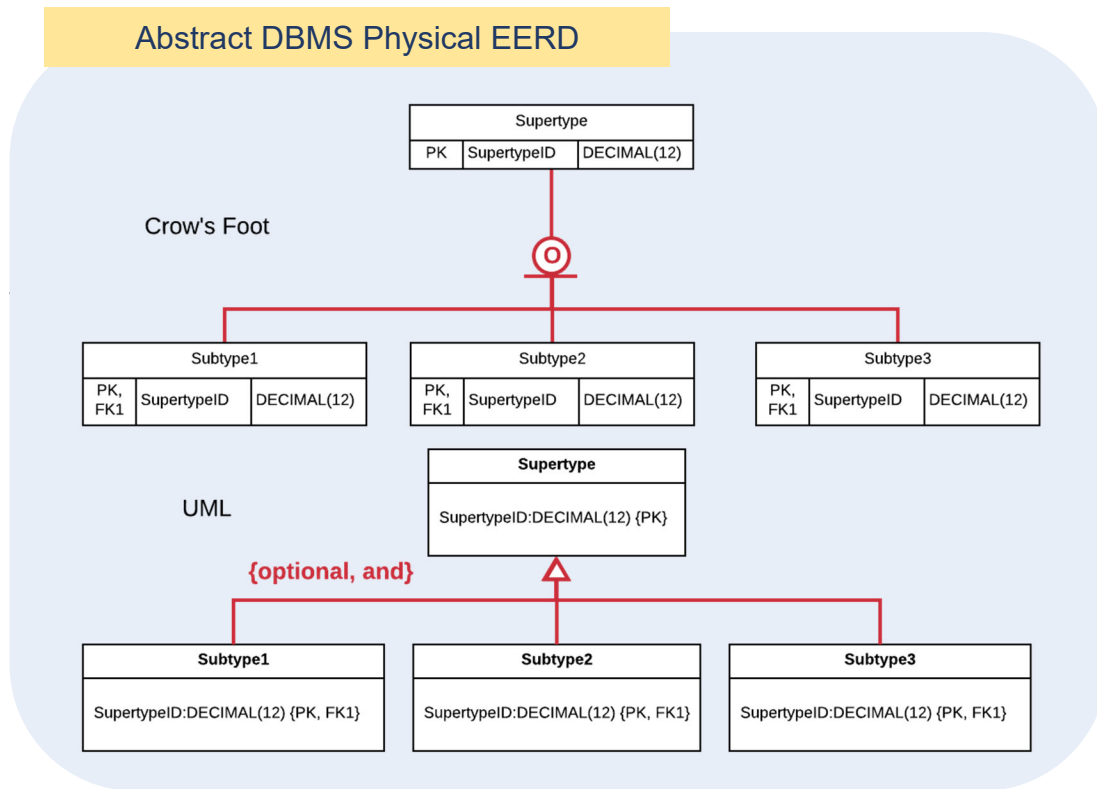 Abstract DBMS Physical EERD
Supertype
PK SupertypeID DECIMAL(12)
Crow's Foot
O
Subtype1
PK,
FK1 SupertypeID DECIMAL(12)
Subtype2
PK,
FK1 SupertypeID DECIMAL(12)
Subtype3
PK,
FK1 SupertypeID DECIMAL(12)
Supertype
SupertypeID:DECIMAL(12) {PK}
UML
{optional, and}
Subtype1
SupertypeID:DECIMAL(12) {PK, FK1}
Subtype2
SupertypeID:DECIMAL(12) {PK, FK1}
Subtype3
SupertypeID:DECIMAL(12) {PK, FK1}